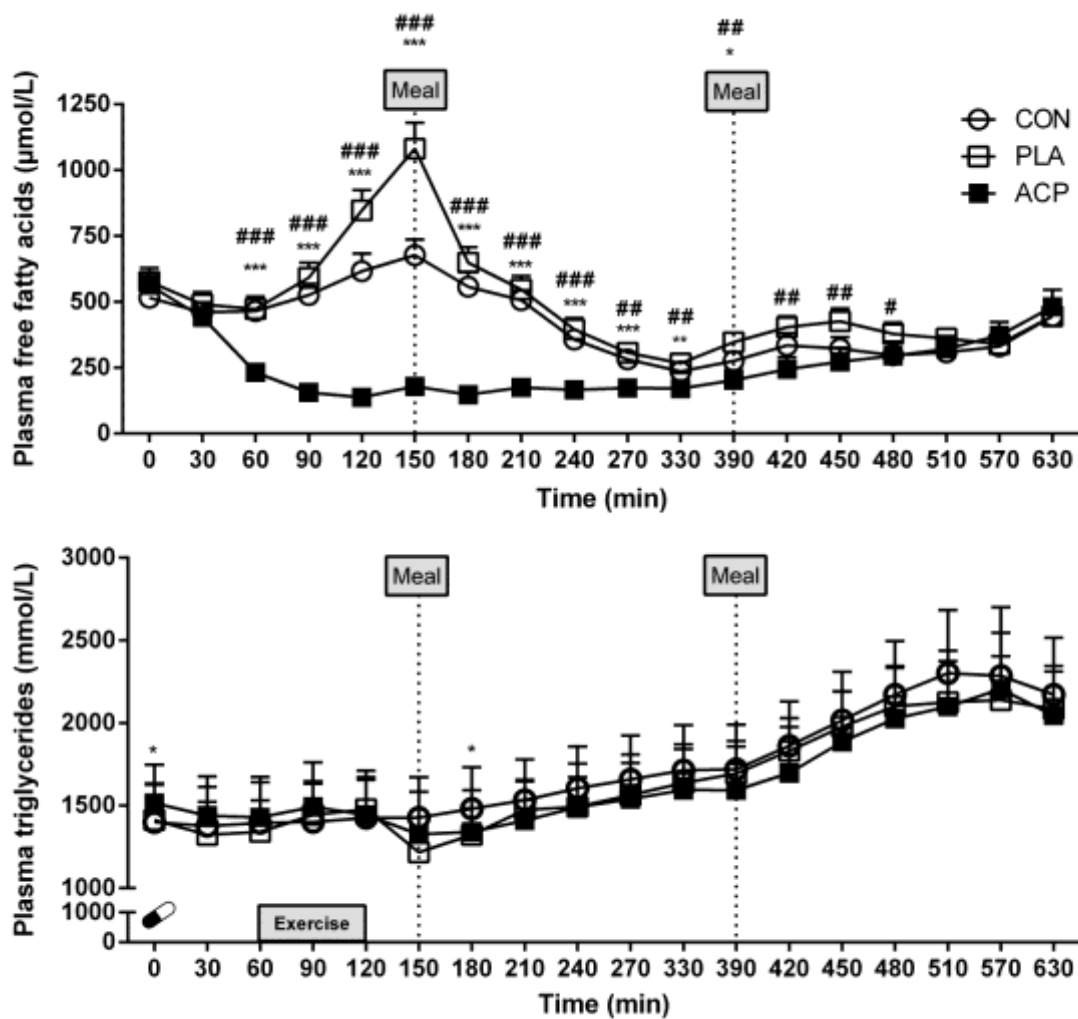 ### ##
*** *
Meal Meal
1250
CON
PLA
ACP
1000
###
***
750
### ### ###
*** *** ***
###
***
###
***
500
##
***
##
**
## ## #
250
0
Plasma free fatty acids (µmol/L)
0 30 60 90 120 150 180 210 240 270 330 390 420 450 480 510 570 630
Time (min)
3000
Meal Meal
2500
2000
* *
1500
1000
1000
0
Exercise
Plasma triglycerides (mmol/L)
0 30 60 90 120 150 180 210 240 270 330 390 420 450 480 510 570 630
Time (min)